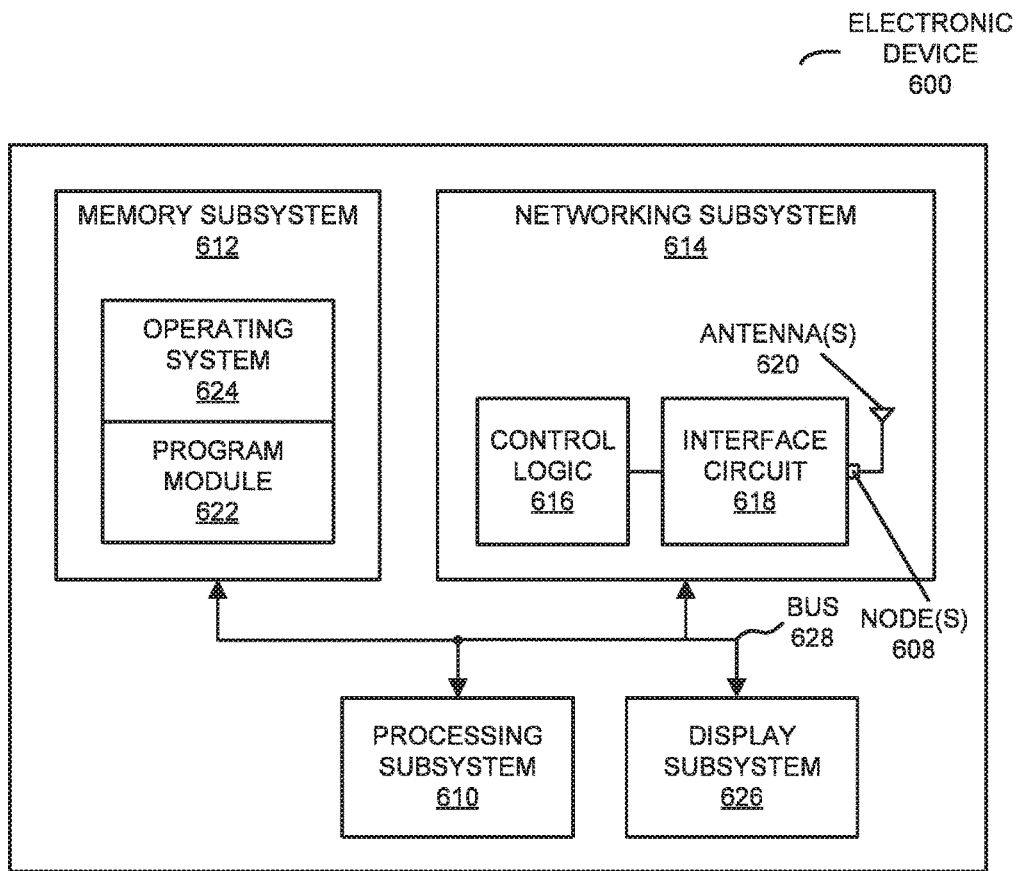 ELECTRONIC
DEVICE
600
MEMORY SUBSYSTEM
612
OPERATING
SYSTEM
624
PROGRAM
MODULE
622
NETWORKING SUBSYSTEM
614
ANTENNA(S)
620
CONTROL
LOGIC
616
INTERFACE
CIRCUIT
618
NODE(S)
608
BUS
628
PROCESSING
SUBSYSTEM
610
DISPLAY
SUBSYSTEM
626